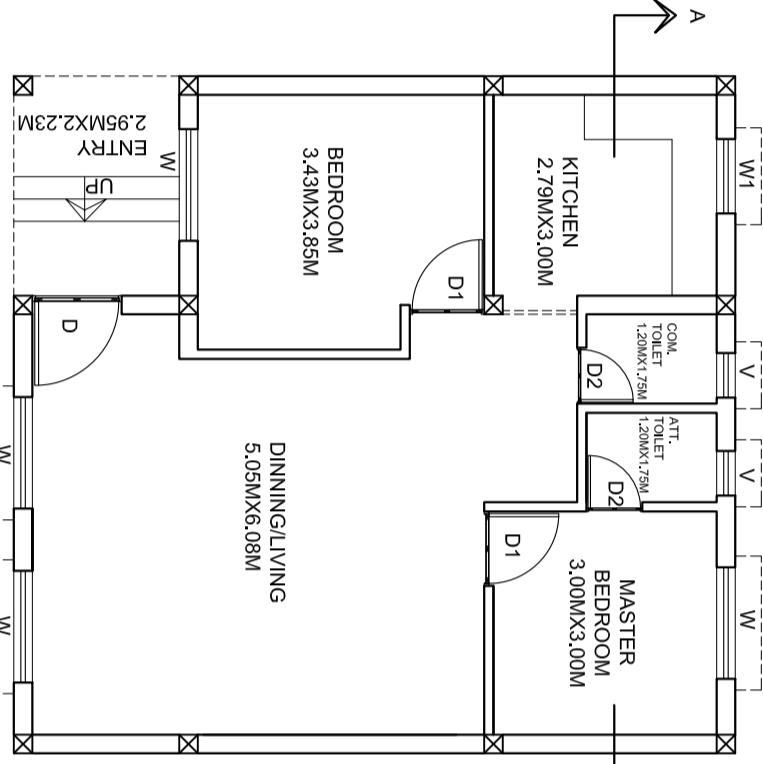 A
ENTRY
2.95MX2.23M
UP
W
BEDROOM
3.43MX3.85M
D1
KITCHEN
2.79MX3.00M
W1
D
COM.
TOILET
1.20MX1.75M
V
D2
ATT.
TOILET
1.20MX1.75M
V
D2
DINNING/LIVING
5.05MX6.08M
D1
MASTER
BEDROOM
3.00MX3.00M
W
W
W